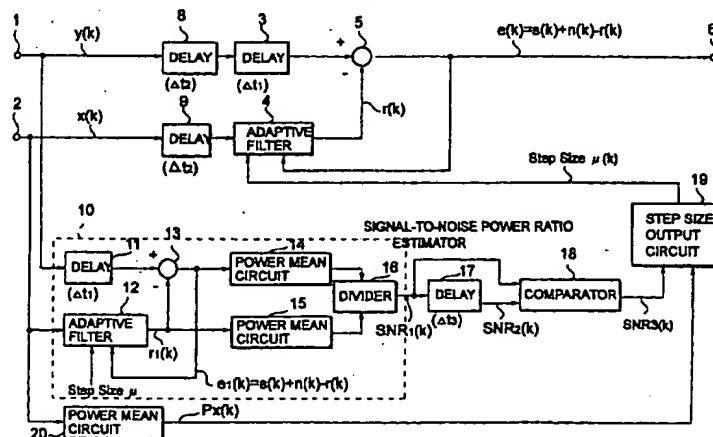 1
y(k)
8
DELAY
(Δt2)
3
DELAY
(Δt1)
+
-
5
e(k)=s(k)+n(k)-r(k)
6
2
x(k)
9
DELAY
(Δt2)
4
ADAPTIVE
FILTER
r(k)
Step Size μ(k)
19
STEP SIZE
OUTPUT
CIRCUIT
10
SIGNAL-TO-NOISE POWER RATIO
ESTIMATOR
11
DELAY
(Δt1)
+
-
13
14
POWER MEAN
CIRCUIT
16
DIVIDER
17
DELAY
(Δt3)
18
COMPARATOR
12
ADAPTIVE
FILTER
r1(k)
15
POWER MEAN
CIRCUIT
SNR1(k)
SNR2(k)
SNR3(k)
Step Size μ
e1(k)=s(k)+n(k)-r(k)
POWER MEAN
CIRCUIT
20
Px(k)